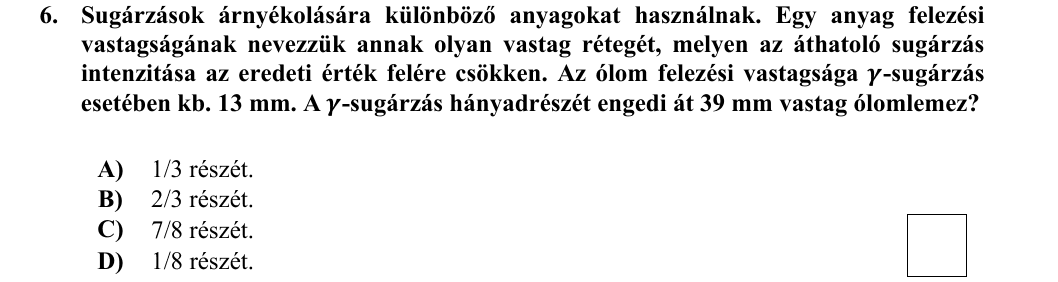 6. Sugárzások árnyékolására különböző anyagokat használnak. Egy anyag felezési
vastagságának nevezzük annak olyan vastag rétegét, melyen az áthatoló sugárzás
intenzitása az eredeti érték felére csökken. Az ólom felezési vastagsága γ-sugárzás
esetében kb. 13 mm. A γ-sugárzás hányadrészét engedi át 39 mm vastag ólomlemez?
A) 1/3 részét.
B) 2/3 részét.
C) 7/8 részét.
D) 1/8 részét.